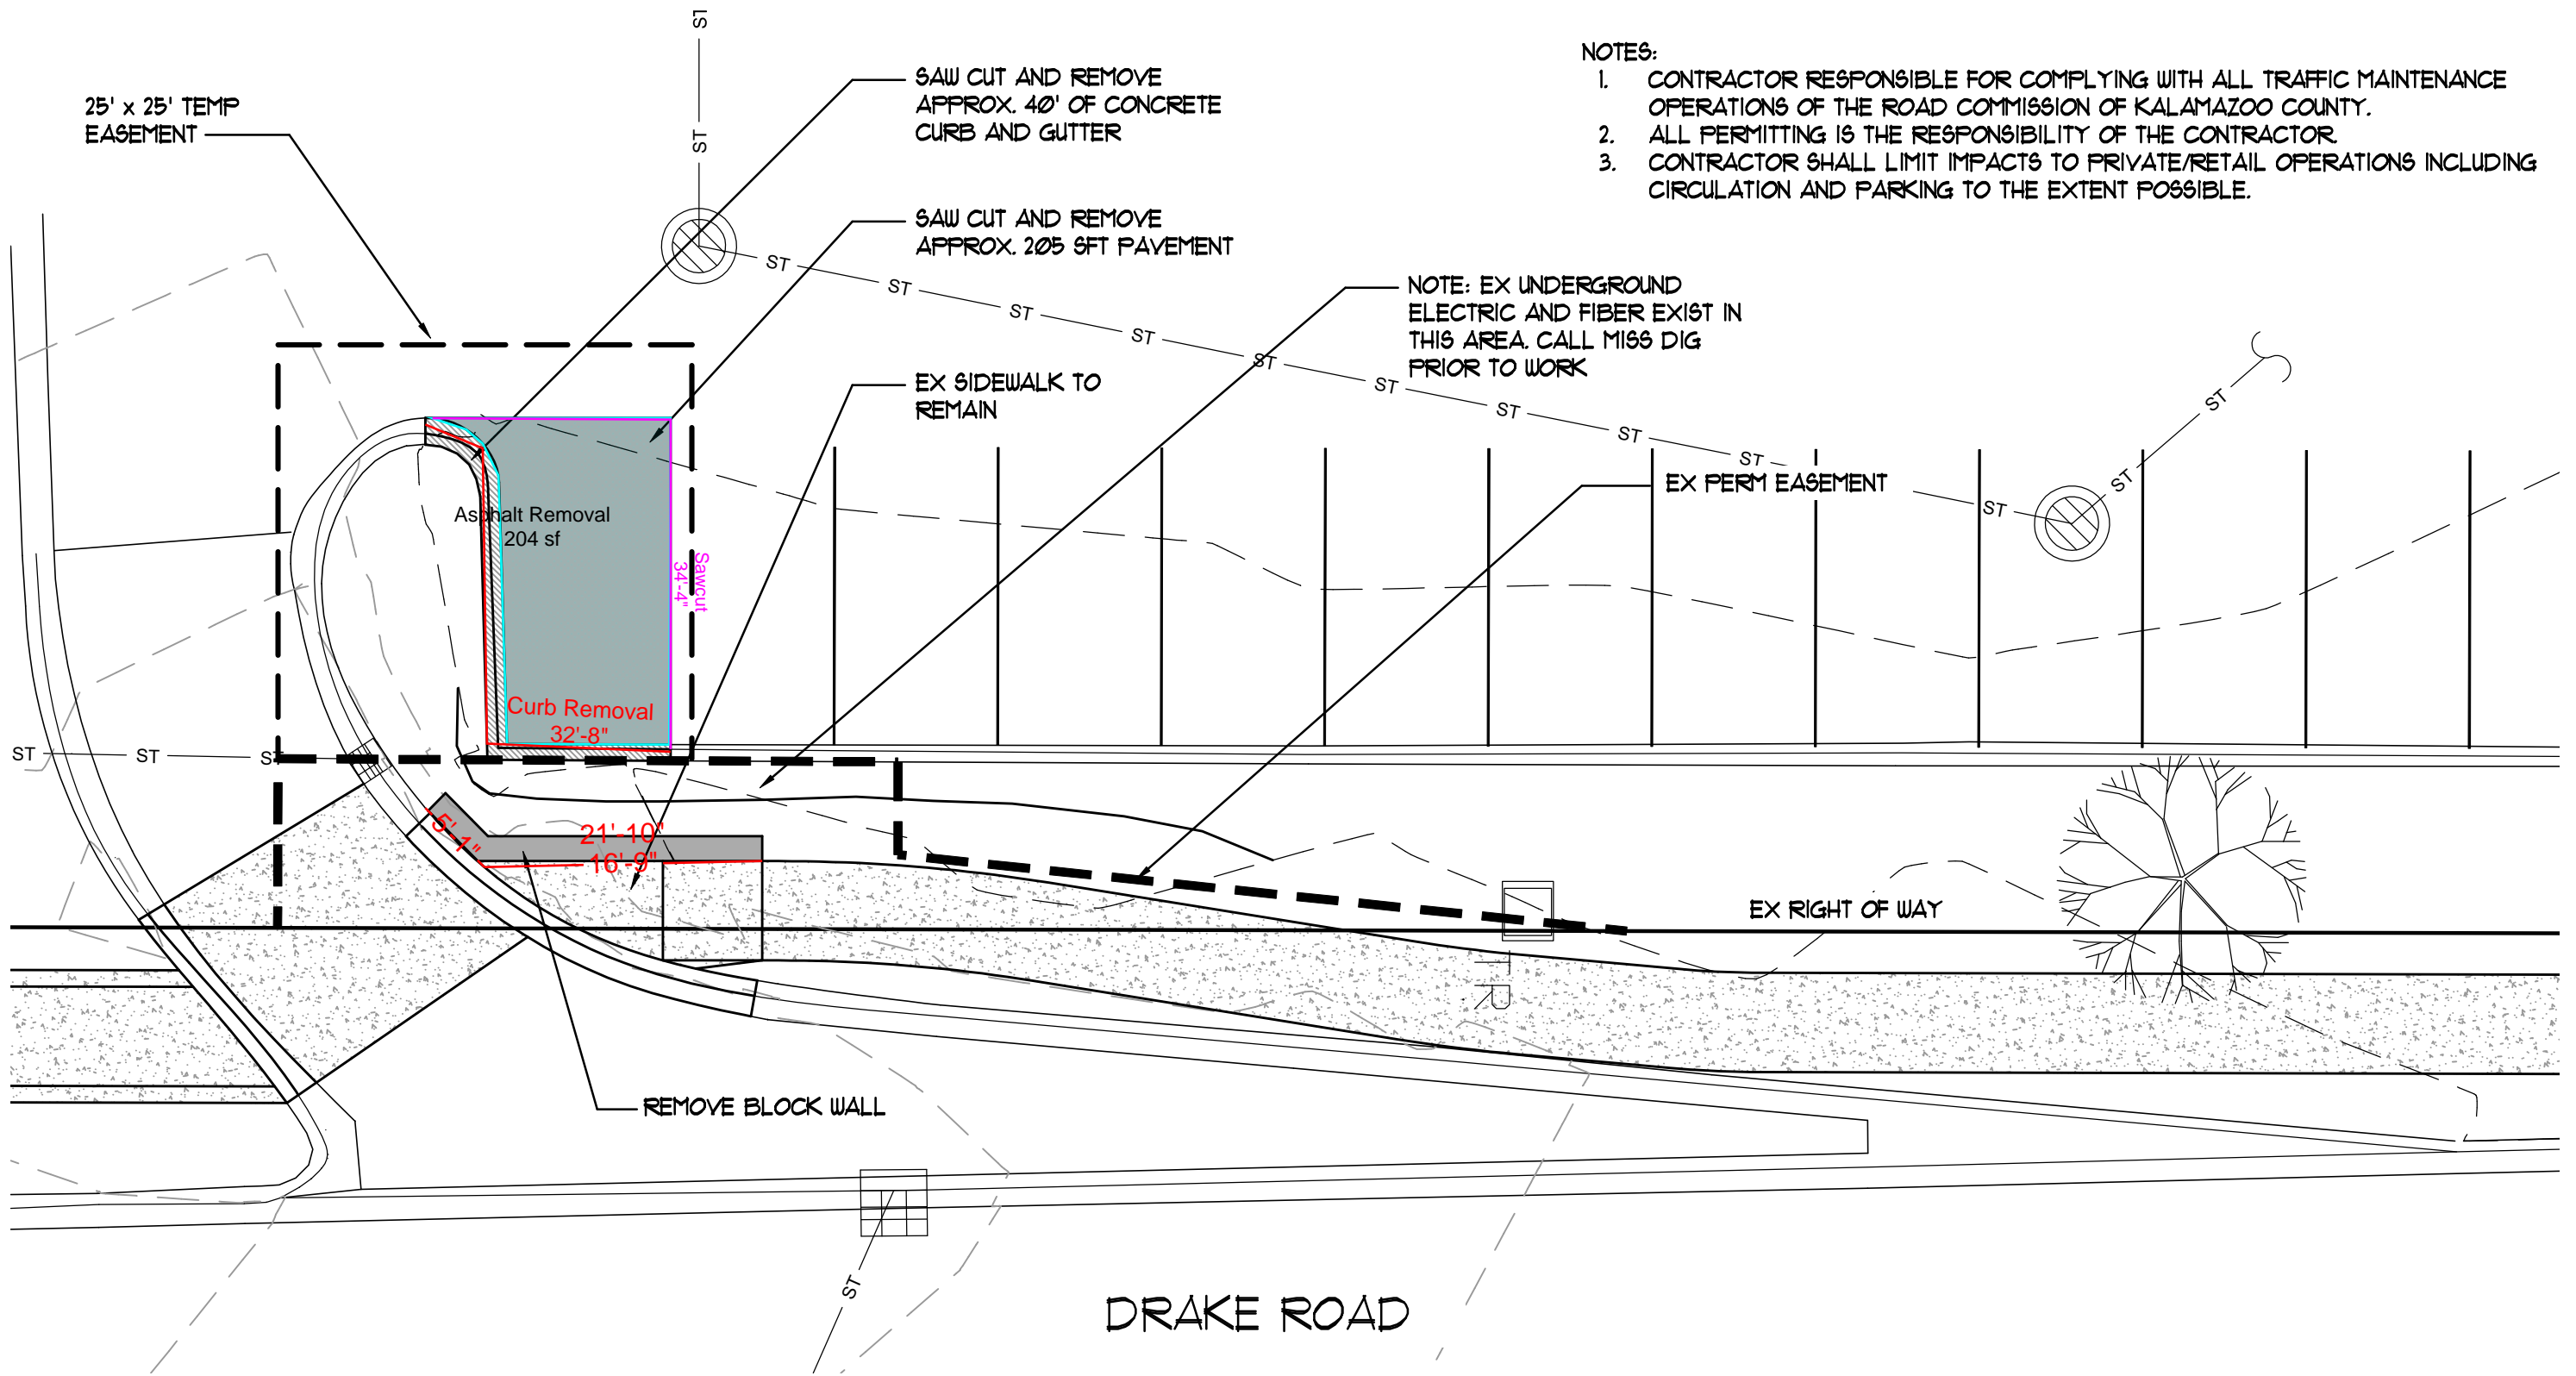 LS
ST
25' x 25' TEMP
EASEMENT
SAW CUT AND REMOVE
APPROX. 40' OF CONCRETE
CURB AND GUTTER
SAW CUT AND REMOVE
APPROX. 205 SFT PAVEMENT
NOTES:
1. CONTRACTOR RESPONSIBLE FOR COMPLYING WITH ALL TRAFFIC MAINTENANCE
OPERATIONS OF THE ROAD COMMISSION OF KALAMAZOO COUNTY.
2. ALL PERMITTING IS THE RESPONSIBILITY OF THE CONTRACTOR.
3. CONTRACTOR SHALL LIMIT IMPACTS TO PRIVATE/RETAIL OPERATIONS INCLUDING
CIRCULATION AND PARKING TO THE EXTENT POSSIBLE.
NOTE: EX UNDERGROUND
ELECTRIC AND FIBER EXIST IN
THIS AREA. CALL MISS DIG
PRIOR TO WORK
EX SIDEWALK TO
REMAIN
EX PERM EASEMENT
ST
ST
ST
ST
ST
ST
ST
ST
ST
ST
ST
ST
Asphalt Removal
204 sf
Sawcut
34'-4"
Curb Removal
32'-8"
ST
ST
ST
5'-1"
21'-10"
16'-9"
EX RIGHT OF WAY
TR
REMOVE BLOCK WALL
ST
DRAKE ROAD